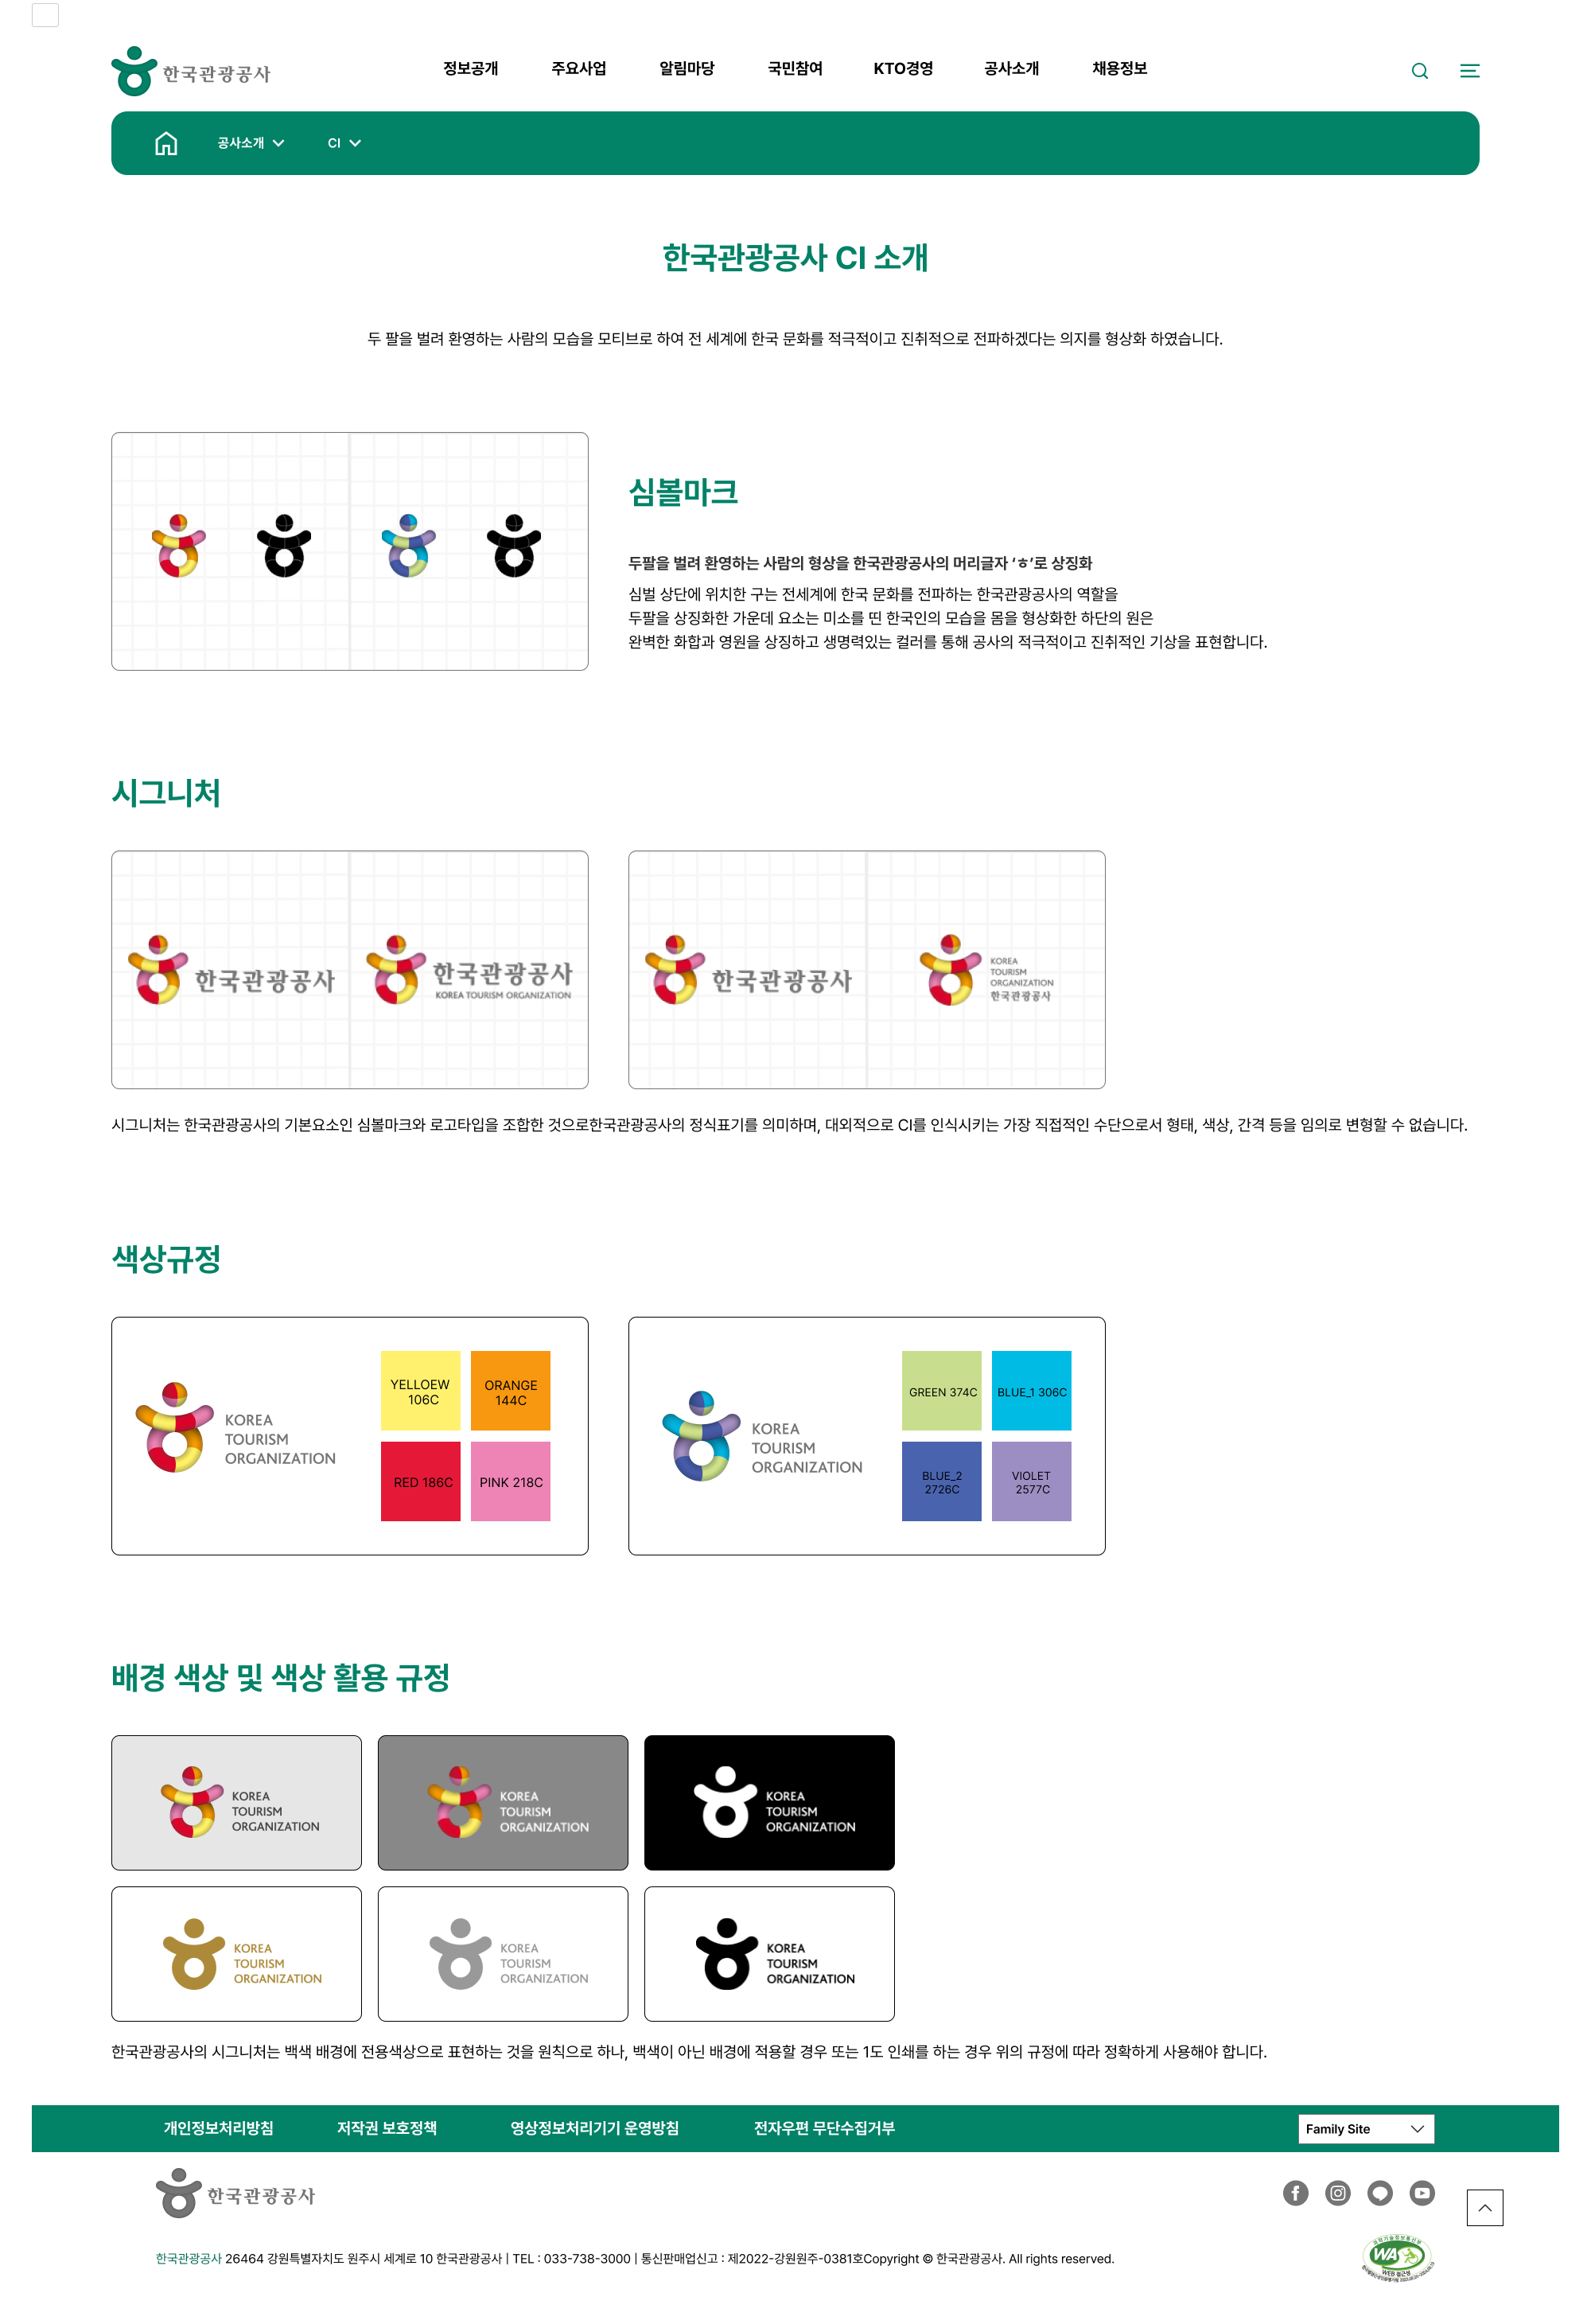 한국관광공사
정보공개 주요사업 알림마당 국민참여 KTO경영 공사소개 채용정보
공사소개 CI
한국관광공사 CI 소개
두 팔을 벌려 환영하는 사람의 모습을 모티브로 하여 전 세계에 한국 문화를 적극적이고 진취적으로 전파하겠다는 의지를 형상화 하였습니다.
심볼마크
두팔을 벌려 환영하는 사람의 형상을 한국관광공사의 머리글자 ‘ㅎ’로 상징화
심벌 상단에 위치한 구는 전세계에 한국 문화를 전파하는 한국관광공사의 역할을
두팔을 상징화한 가운데 요소는 미소를 띤 한국인의 모습을 몸을 형상화한 하단의 원은
완벽한 화합과 영원을 상징하고 생명력있는 컬러를 통해 공사의 적극적이고 진취적인 기상을 표현합니다.
시그니처
한국관광공사
한국관광공사
KOREA TOURISM ORGANIZATION
한국관광공사
KOREA
TOURISM
ORGANIZATION
한국관광공사
시그니처는 한국관광공사의 기본요소인 심볼마크와 로고타입을 조합한 것으로한국관광공사의 정식표기를 의미하며, 대외적으로 CI를 인식시키는 가장 직접적인 수단으로서 형태, 색상, 간격 등을 임의로 변형할 수 없습니다.
색상규정
KOREA
TOURISM
ORGANIZATION
YELLOEW
106C
ORANGE
144C
RED 186C
PINK 218C
KOREA
TOURISM
ORGANIZATION
GREEN 374C
BLUE_1 306C
BLUE_2
2726C
VIOLET
2577C
배경 색상 및 색상 활용 규정
KOREA
TOURISM
ORGANIZATION
KOREA
TOURISM
ORGANIZATION
KOREA
TOURISM
ORGANIZATION
KOREA
TOURISM
ORGANIZATION
KOREA
TOURISM
ORGANIZATION
KOREA
TOURISM
ORGANIZATION
한국관광공사의 시그니처는 백색 배경에 전용색상으로 표현하는 것을 원칙으로 하나, 백색이 아닌 배경에 적용할 경우 또는 1도 인쇄를 하는 경우 위의 규정에 따라 정확하게 사용해야 합니다.
개인정보처리방침 저작권 보호정책 영상정보처리기기 운영방침 전자우편 무단수집거부 Family Site
한국관광공사
한국관광공사 26464 강원특별자치도 원주시 세계로 10 한국관광공사 | TEL : 033-738-3000 | 통신판매업신고 : 제2022-강원원주-0381호Copyright © 한국관광공사. All rights reserved.
과학기술정보통신부
WA
WEB 접근성